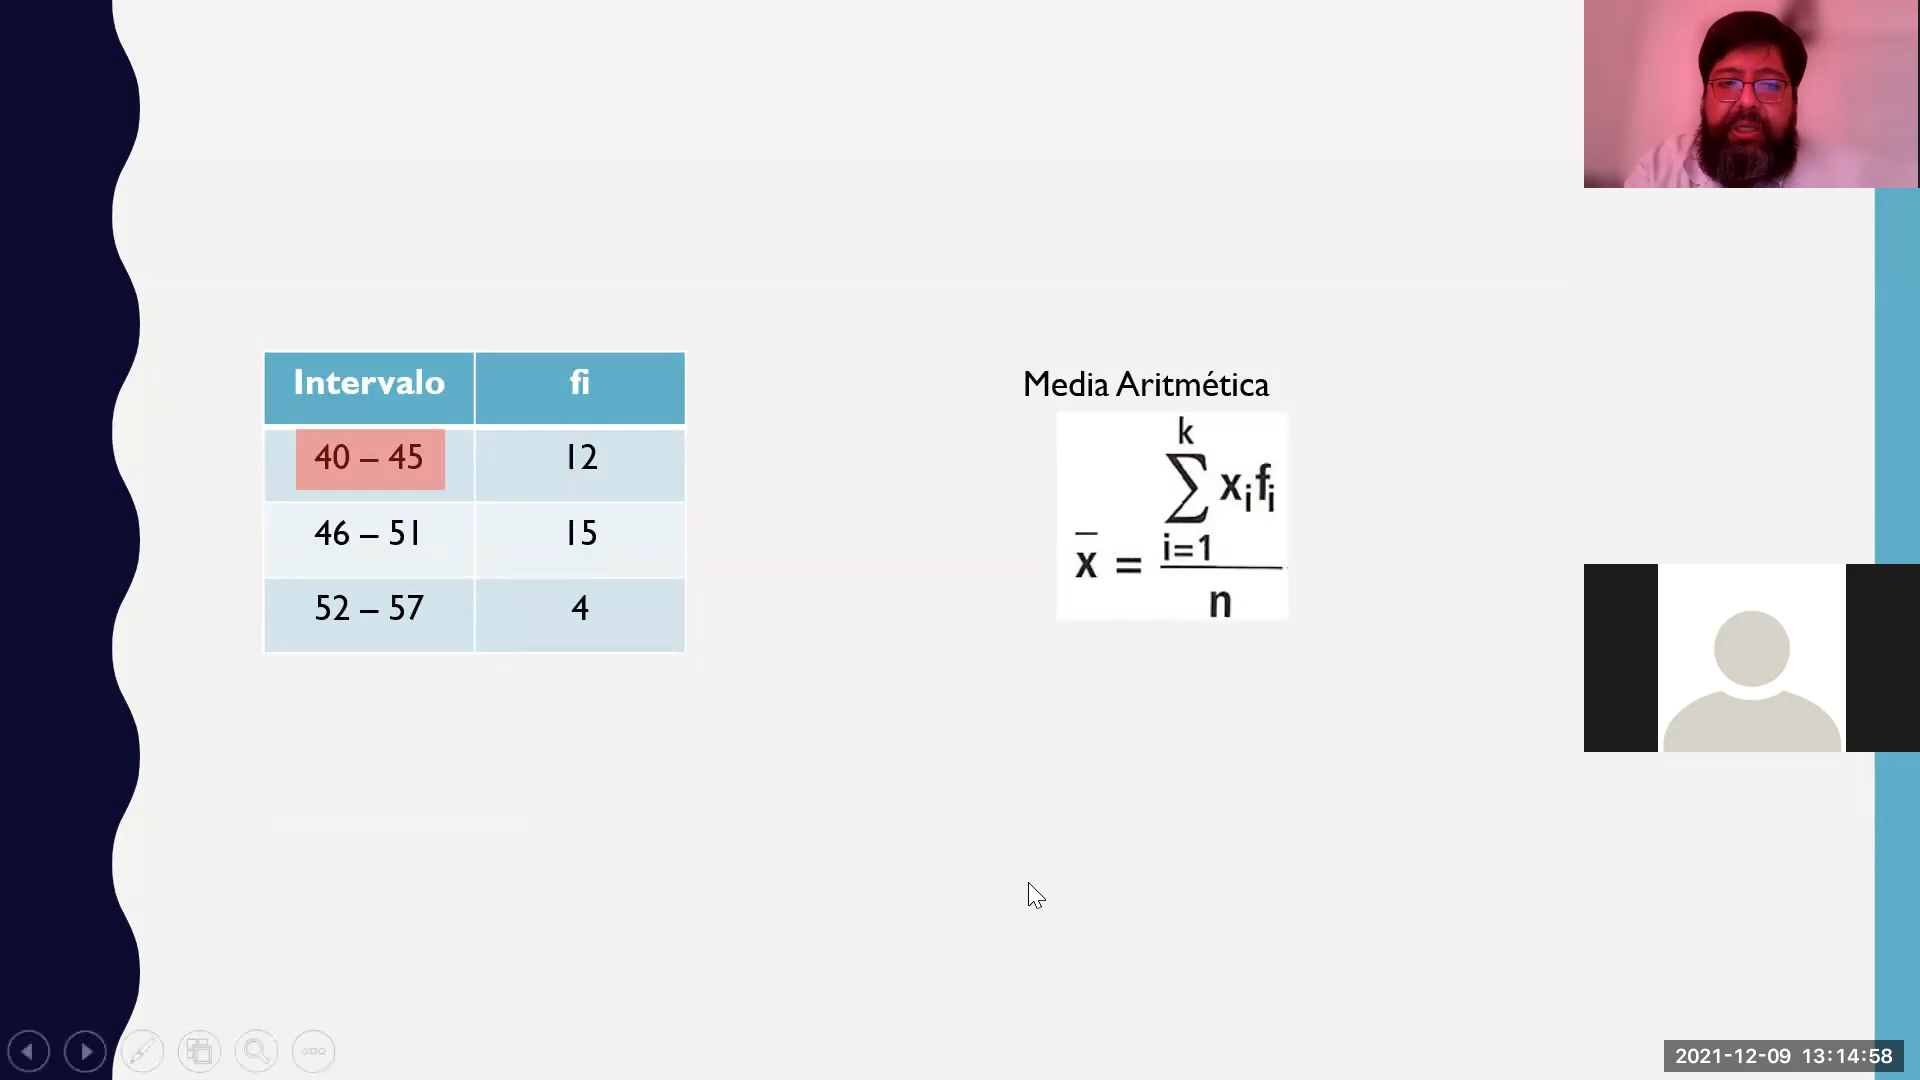 Intervalo fi
40 – 45 12
46 – 51 15
52 – 57 4
Media Aritmética
k
∑ xifi
i=1
x̄ =
n
2021-12-09 13:14:58